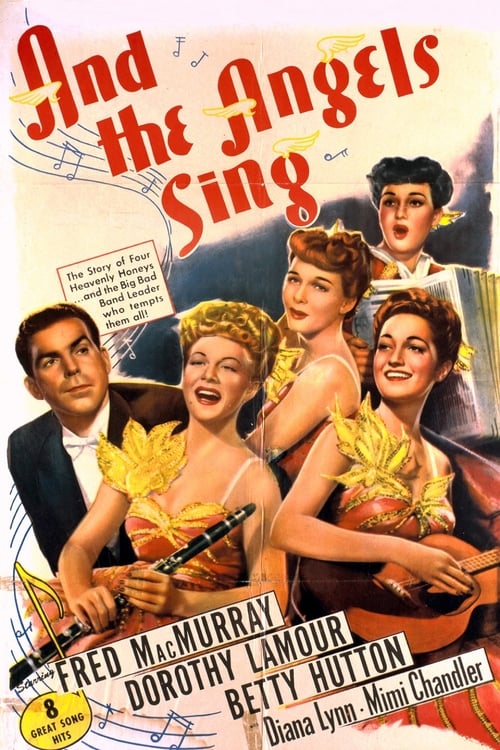 And
the Angels
Sing
The Story of Four
Heavenly Honeys
...and the Big Bad
Band Leader
who tempts
them all!
Starring
FRED MacMURRAY
DOROTHY LAMOUR
BETTY HUTTON
Diana Lynn · Mimi Chandler
8
GREAT SONG
HITS